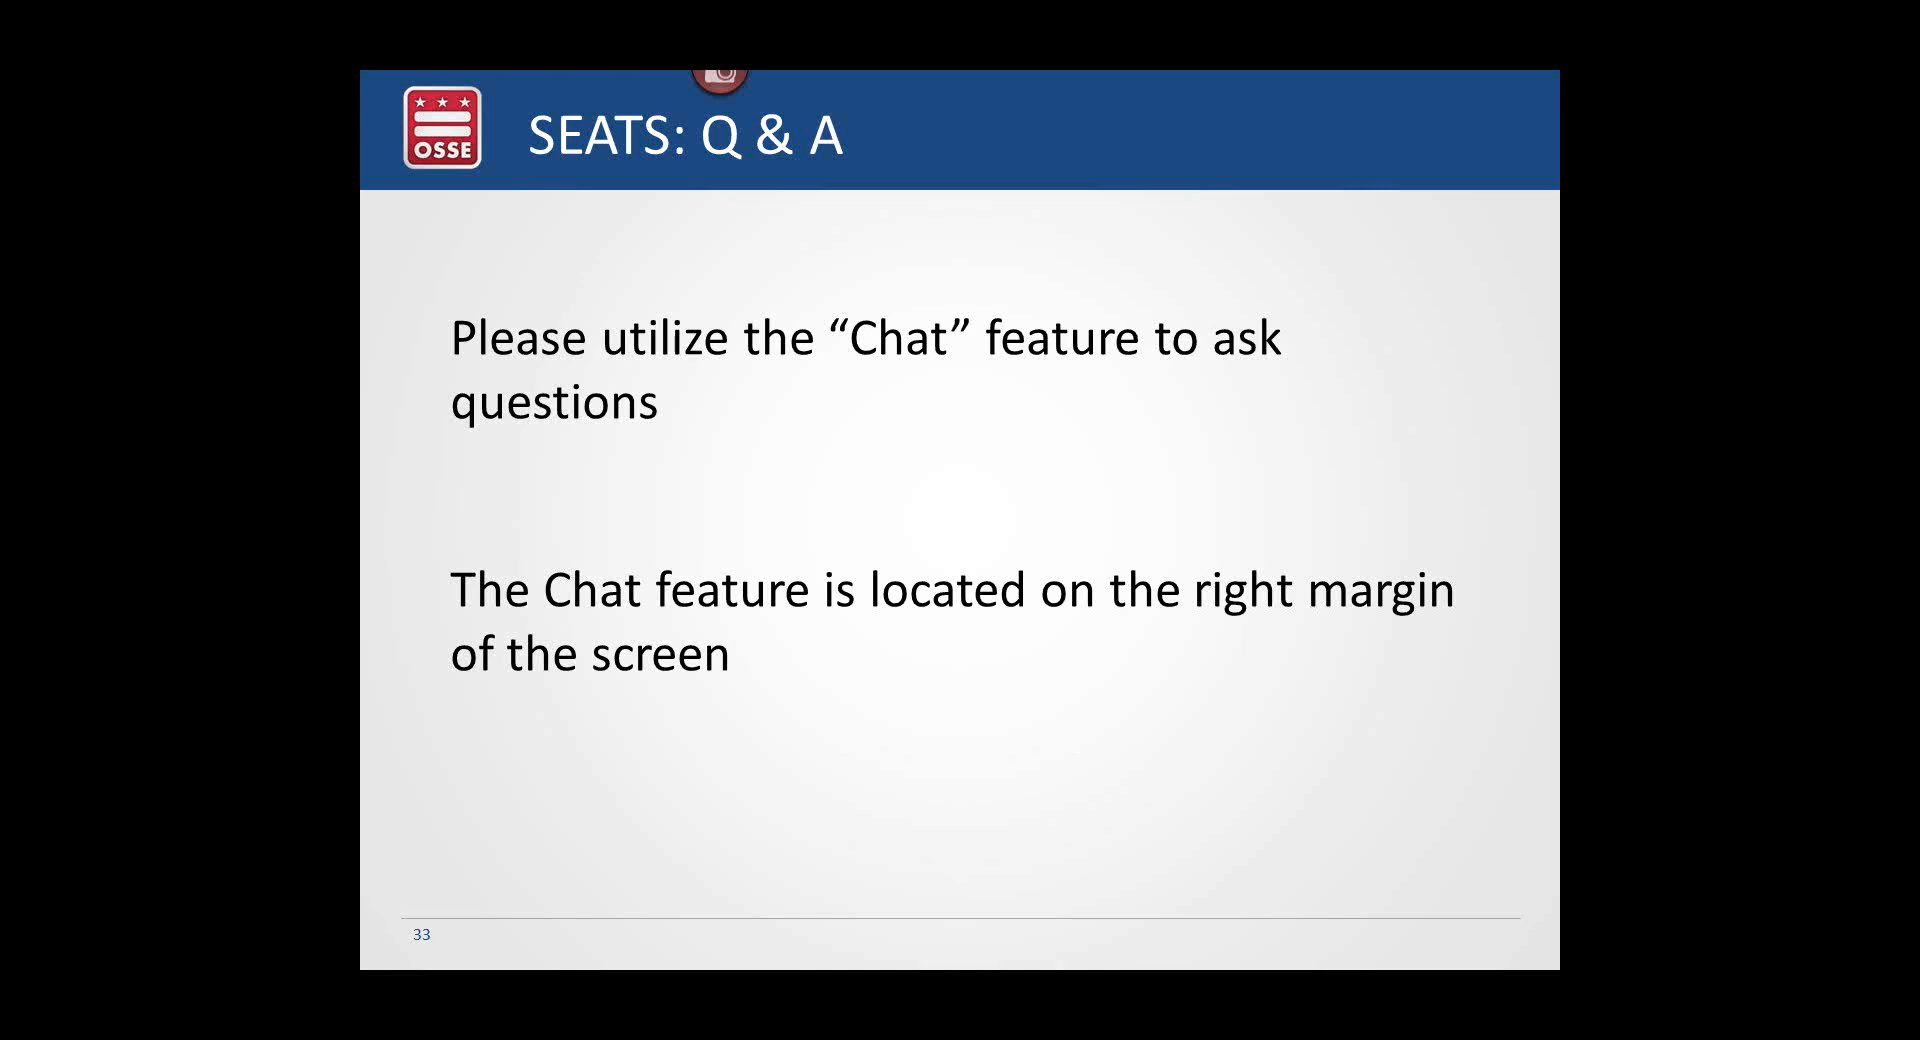 OSSE
SEATS: Q & A
Please utilize the “Chat” feature to ask
questions
The Chat feature is located on the right margin
of the screen
33